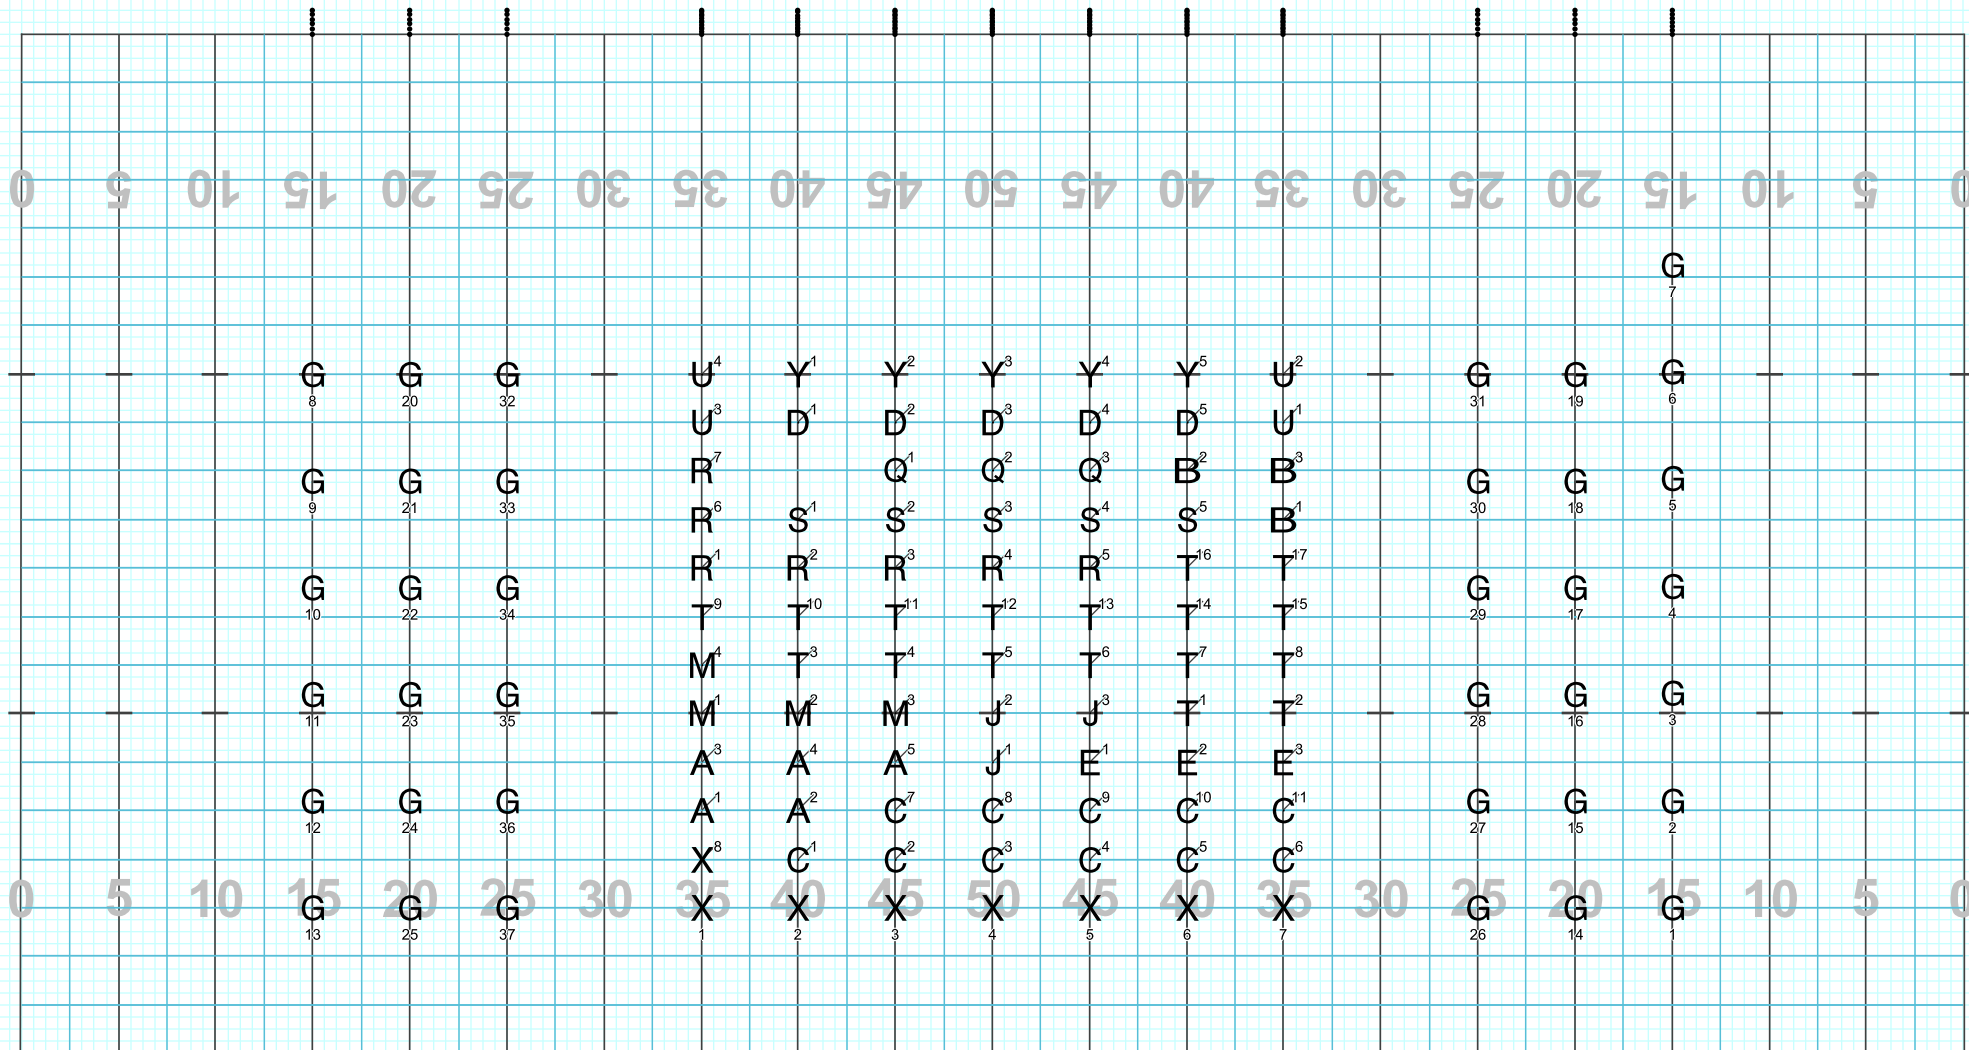 0 5 10 15 20 25 30 35 40 45 50 45 40 35 30 25 20 15 10 5 0
G
7
G G G U4 Y1 Y2 Y3 Y4 Y5 U2 G G G
8 20 32 31 19 6
U3 D1 D2 D3 D4 D5 U1
R7 Q1 Q2 Q3 B2 B3
G G G G G G
9 21 33 30 18 5
R6 S1 S2 S3 S4 S5 B1
R1 R2 R3 R4 R5 T16 T17
G G G G G G
10 22 34 29 17 4
T9 T10 T11 T12 T13 T14 T15
M4 T3 T4 T5 T6 T7 T8
G G G G G G
11 23 35 28 16 3
M1 M2 M3 J2 J3 T1 T2
A3 A4 A5 J1 E1 E2 E3
G G G A1 A2 C7 C8 C9 C10 C11 G G G
12 24 36 27 15 2
X8 C1 C2 C3 C4 C5 C6
0 5 10 15 20 25 30 35 40 45 50 45 40 35 30 25 20 15 10 5 0
G G G X X X X X X X G G G
13 25 37 1 2 3 4 5 6 7 26 14 1